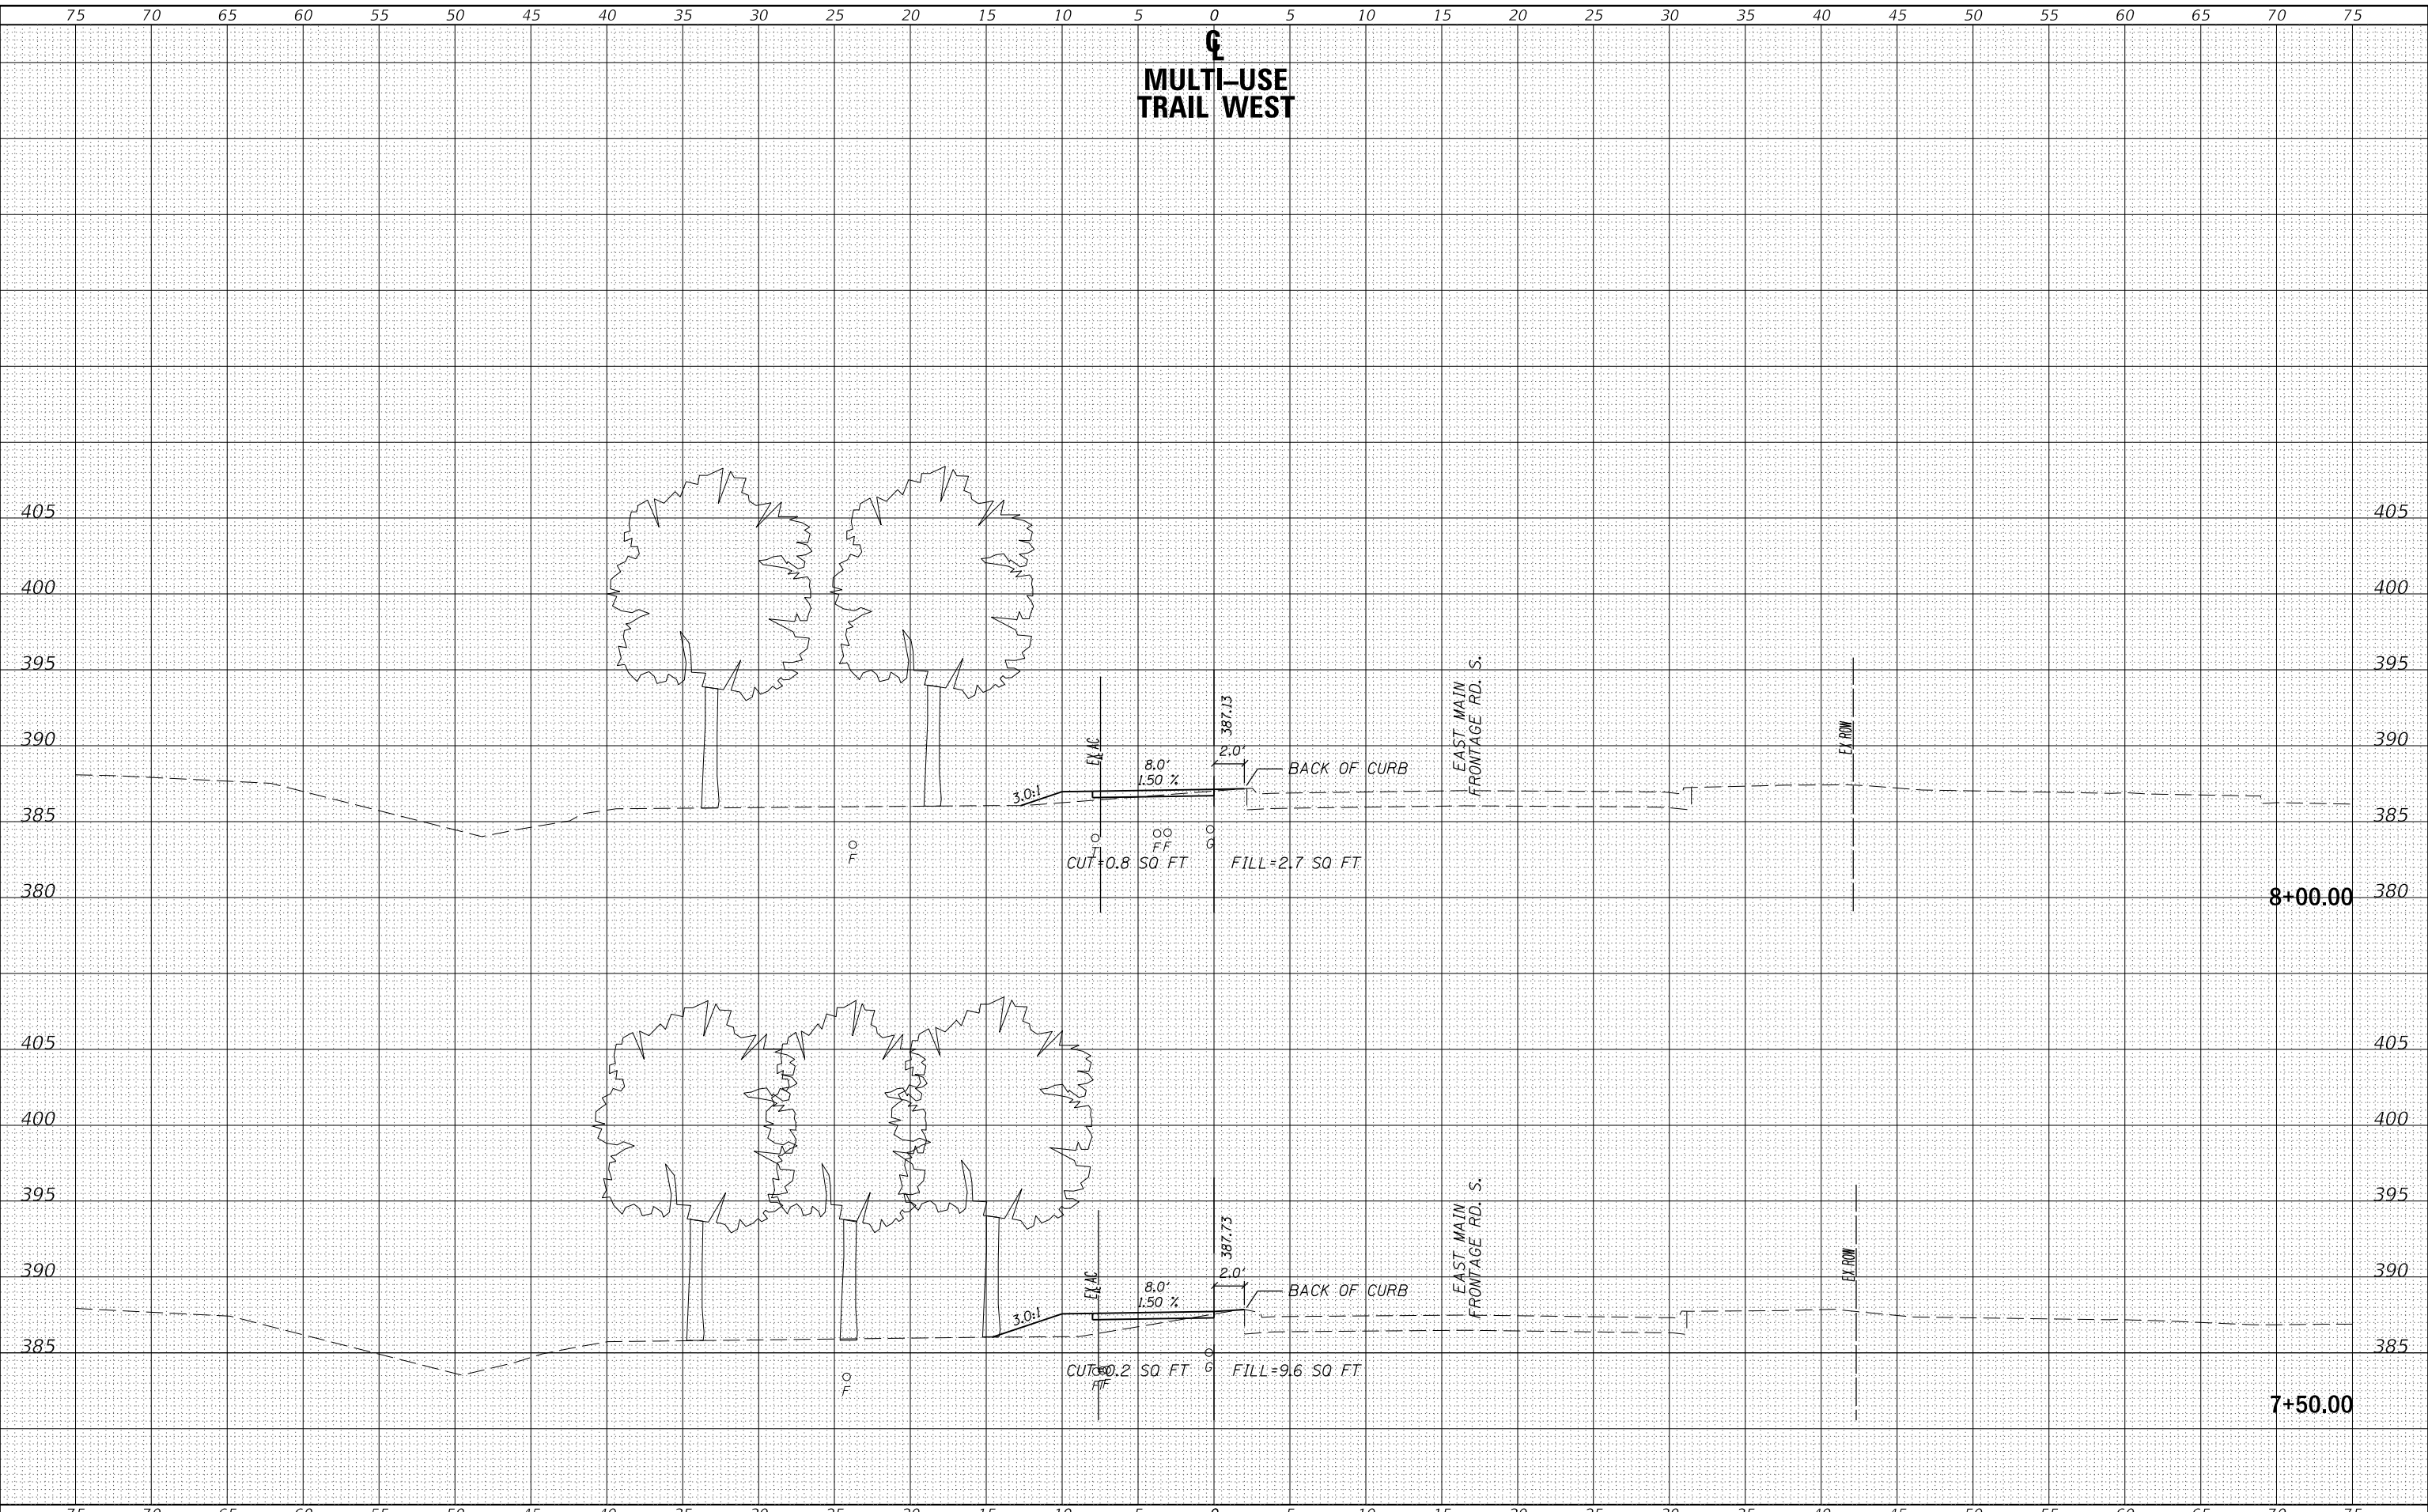 75 70 65 60 55 50 45 40 35 30 25 20 15 10 5 0 5 10 15 20 25 30 35 40 45 50 55 60 65 70 75
℄
MULTI–USE
TRAIL WEST
405 405
400 400
395 395
EAST MAIN
FRONTAGE RD. S.
387.13
390 390
EX AC
EX ROW
2.0'
8.0'
BACK OF CURB
1.50 %
3.0:1
385 385
F T F F G
CUT=0.8 SQ FT FILL=2.7 SQ FT
380 8+00.00 380
405 405
400 400
395 395
EAST MAIN
FRONTAGE RD. S.
387.73
390 390
EX AC
EX ROW
2.0'
8.0'
BACK OF CURB
1.50 %
3.0:1
385 385
CUT=0.2 SQ FT G FILL=9.6 SQ FT
F F T F
7+50.00
75 70 65 60 55 50 45 40 35 30 25 20 15 10 5 0 5 10 15 20 25 30 35 40 45 50 55 60 65 70 75